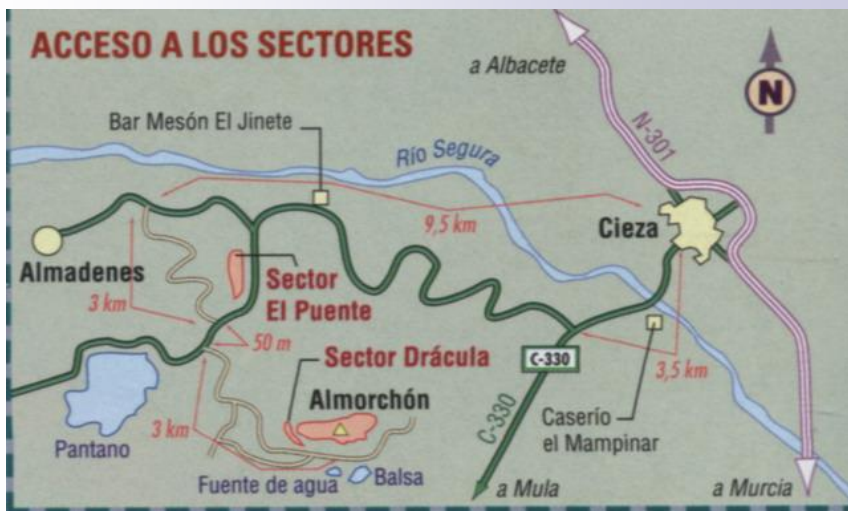 ACCESO A LOS SECTORES
a Albacete
N
Bar Mesón El Jinete
Río Segura
N-301
9,5 km
Cieza
Almadenes
Sector
El Puente
3 km
50 m
Sector Drácula
C-330
3,5 km
Almorchón
C-330
Caserío
el Mampinar
Pantano
3 km
Fuente de agua
Balsa
a Mula
a Murcia